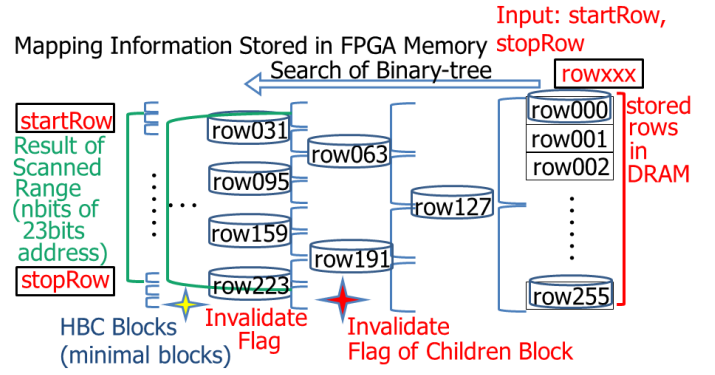 Input: startRow,
stopRow
Mapping Information Stored in FPGA Memory
Search of Binary-tree
rowxxx
startRow
Result of
Scanned
Range
(nbits of
23bits
address)
stopRow
row031
row095
row159
row223
row063
row191
row127
row000
row001
row002
row255
stored
rows
in
DRAM
HBC Blocks
(minimal blocks)
Invalidate
Flag
Invalidate
Flag of Children Block